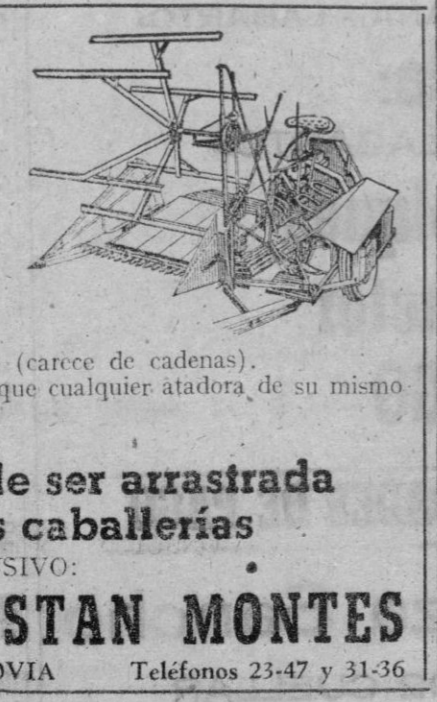 (carece de cadenas).
que cualquier atadora de su mismo
de ser arrastrada
s caballerías
SIVO:
STAN MONTES
OVIA Teléfonos 23-47 y 31-36